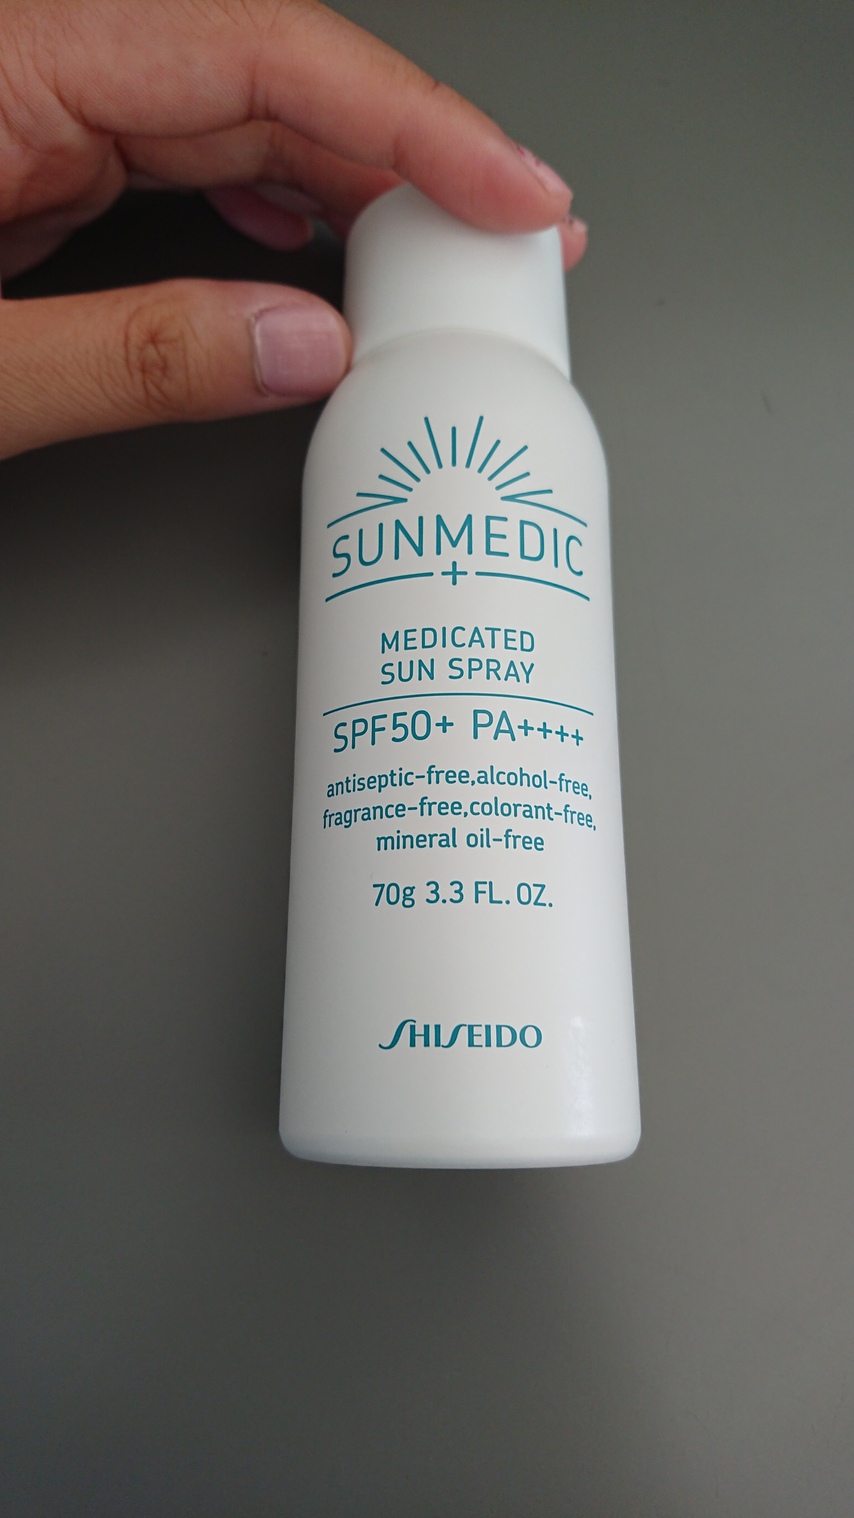 SUNMEDIC
+
MEDICATED
SUN SPRAY
SPF50+ PA++++
antiseptic-free,alcohol-free,
fragrance-free,colorant-free,
mineral oil-free
70g 3.3 FL. OZ.
SHISEIDO